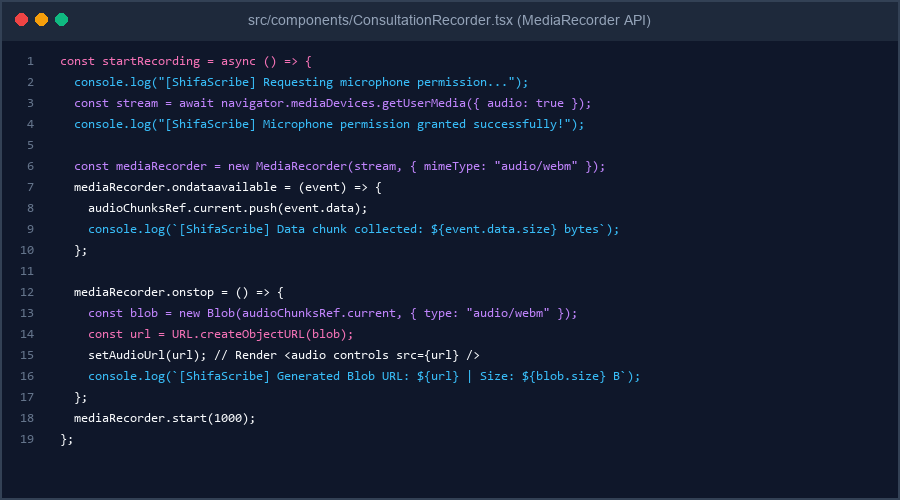 src/components/ConsultationRecorder.tsx (MediaRecorder API)
1 const startRecording = async () => {
2   console.log("[ShifaScribe] Requesting microphone permission...");
3   const stream = await navigator.mediaDevices.getUserMedia({ audio: true });
4   console.log("[ShifaScribe] Microphone permission granted successfully!");
5
6   const mediaRecorder = new MediaRecorder(stream, { mimeType: "audio/webm" });
7   mediaRecorder.ondataavailable = (event) => {
8     audioChunksRef.current.push(event.data);
9     console.log(`[ShifaScribe] Data chunk collected: ${event.data.size} bytes`);
10   };
11
12   mediaRecorder.onstop = () => {
13     const blob = new Blob(audioChunksRef.current, { type: "audio/webm" });
14     const url = URL.createObjectURL(blob);
15     setAudioUrl(url); // Render <audio controls src={url} />
16     console.log(`[ShifaScribe] Generated Blob URL: ${url} | Size: ${blob.size} B`);
17   };
18   mediaRecorder.start(1000);
19 };